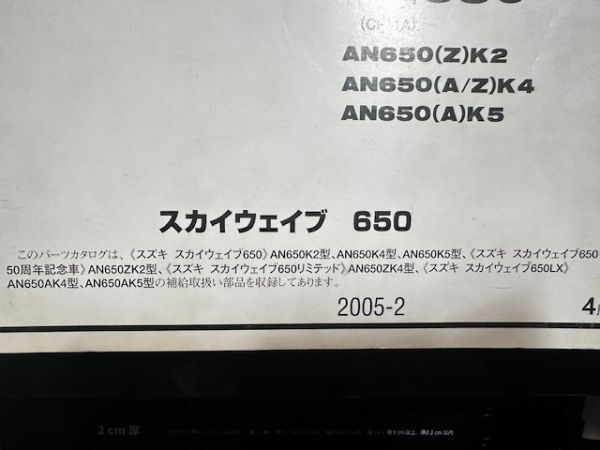 AN650(Z)K2
AN650(A/Z)K4
AN650(A)K5
スカイウェイブ 650
このパーツカタログは、《スズキ スカイウェイブ650》AN650K2型、AN650K4型、AN650K5型、《スズキ スカイウェイブ650
50周年記念車》AN650ZK2型、《スズキ スカイウェイブ650リミテッド》AN650ZK4型、《スズキ スカイウェイブ650LX》
AN650AK4型、AN650AK5型の補給取扱い部品を収録してあります。
2005-2 4
2cm厚